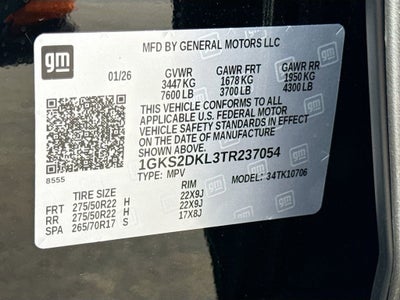 gm
MFD BY GENERAL MOTORS LLC
01/26 GVWR GAWR FRT GAWR RR
3447 KG 1678 KG 1950 KG
7600 LB 3700 LB 4300 LB
THIS VEHICLE CONFORMS TO ALL
APPLICABLE U.S. FEDERAL MOTOR
VEHICLE SAFETY STANDARDS IN EFFECT
ON THE DATE OF MANUFACTURE
SHOWN ABOVE.
1GKS2DKL3TR237054
8555 TYPE: MPV MODEL: 34TK10706
TIRE SIZE RIM
FRT 275/50R22 H 22X9J
RR 275/50R22 H 22X9J
SPA 265/70R17 S 17X8J